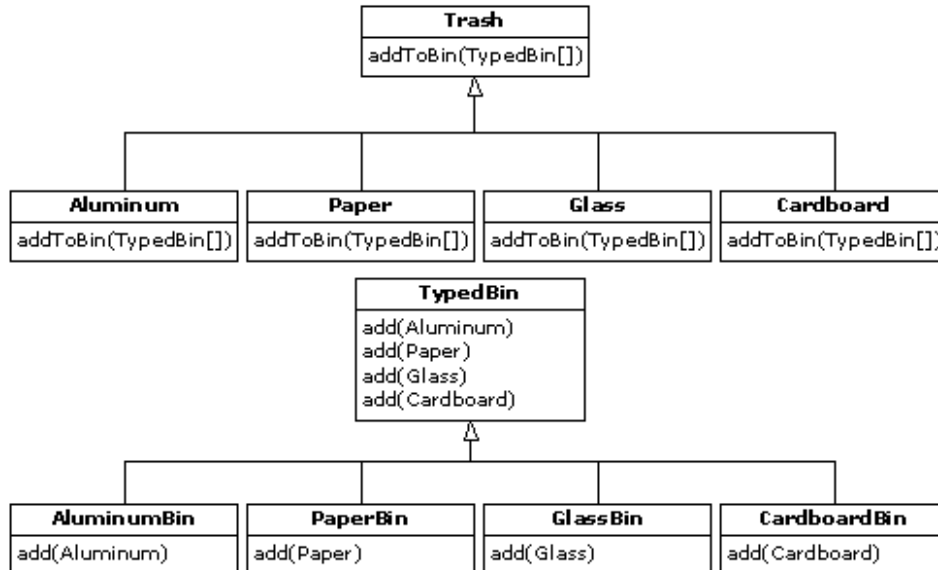 Trash
addToBin(TypedBin[])
Aluminum
addToBin(TypedBin[])
Paper
addToBin(TypedBin[])
Glass
addToBin(TypedBin[])
Cardboard
addToBin(TypedBin[])
TypedBin
add(Aluminum)
add(Paper)
add(Glass)
add(Cardboard)
AluminumBin
add(Aluminum)
PaperBin
add(Paper)
GlassBin
add(Glass)
CardboardBin
add(Cardboard)